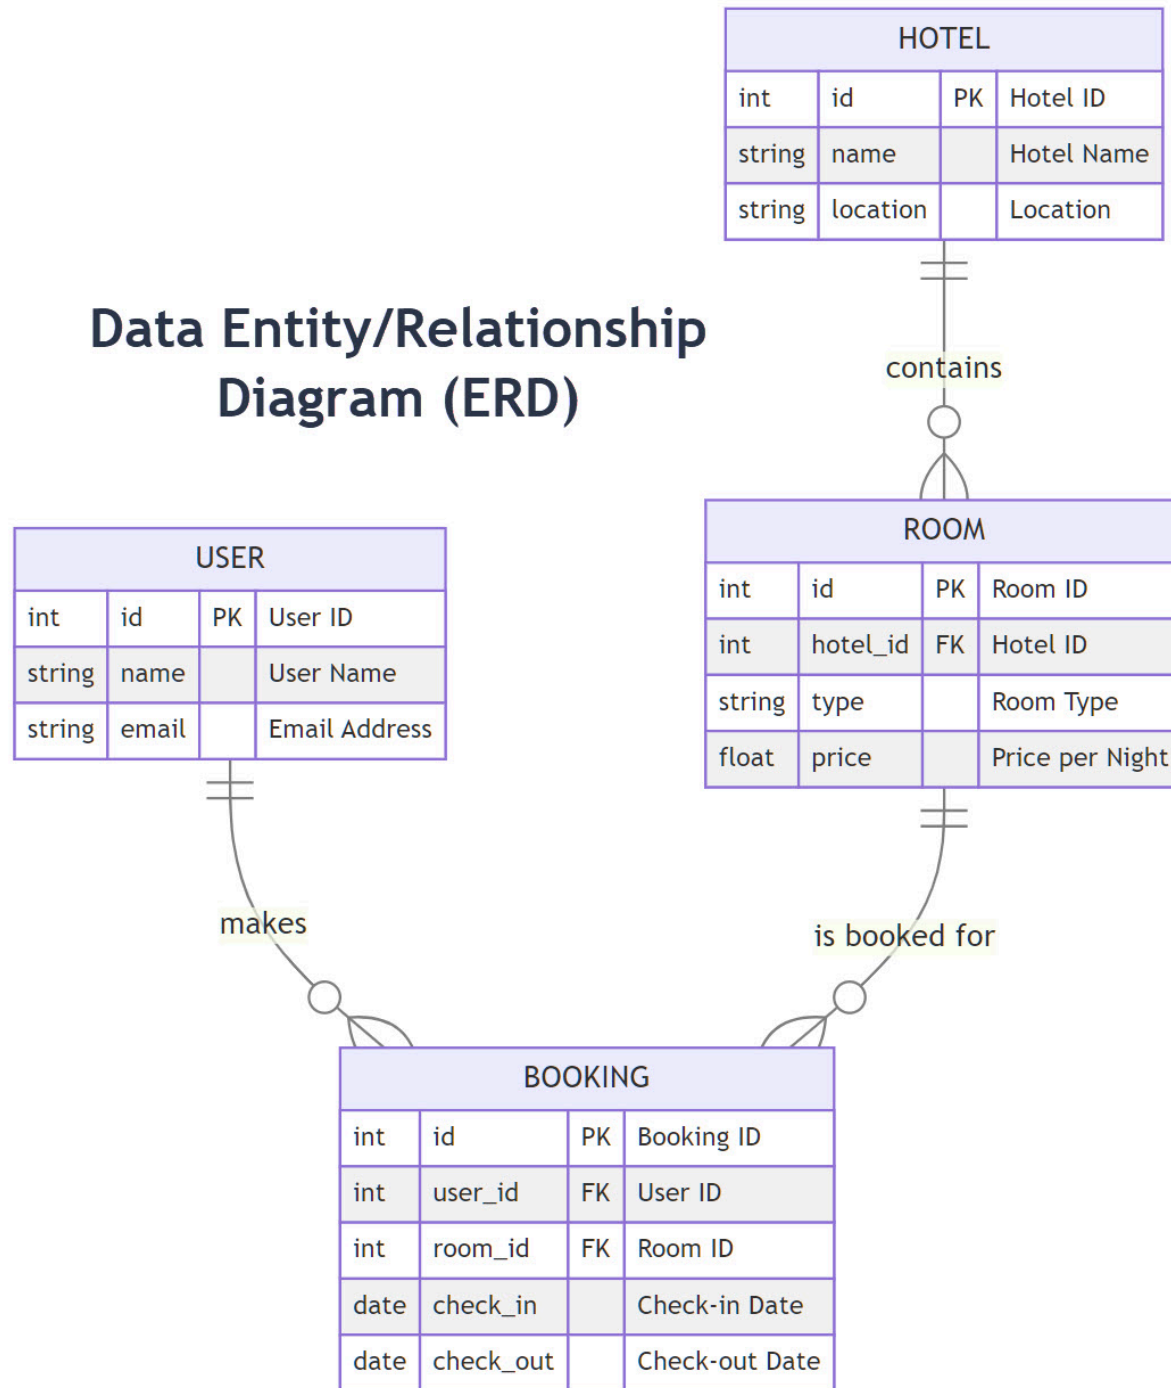 HOTEL
int id PK Hotel ID
string name Hotel Name
string location Location
Data Entity/Relationship
Diagram (ERD)
contains
USER
int id PK User ID
string name User Name
string email Email Address
ROOM
int id PK Room ID
int hotel_id FK Hotel ID
string type Room Type
float price Price per Night
makes
is booked for
BOOKING
int id PK Booking ID
int user_id FK User ID
int room_id FK Room ID
date check_in Check-in Date
date check_out Check-out Date